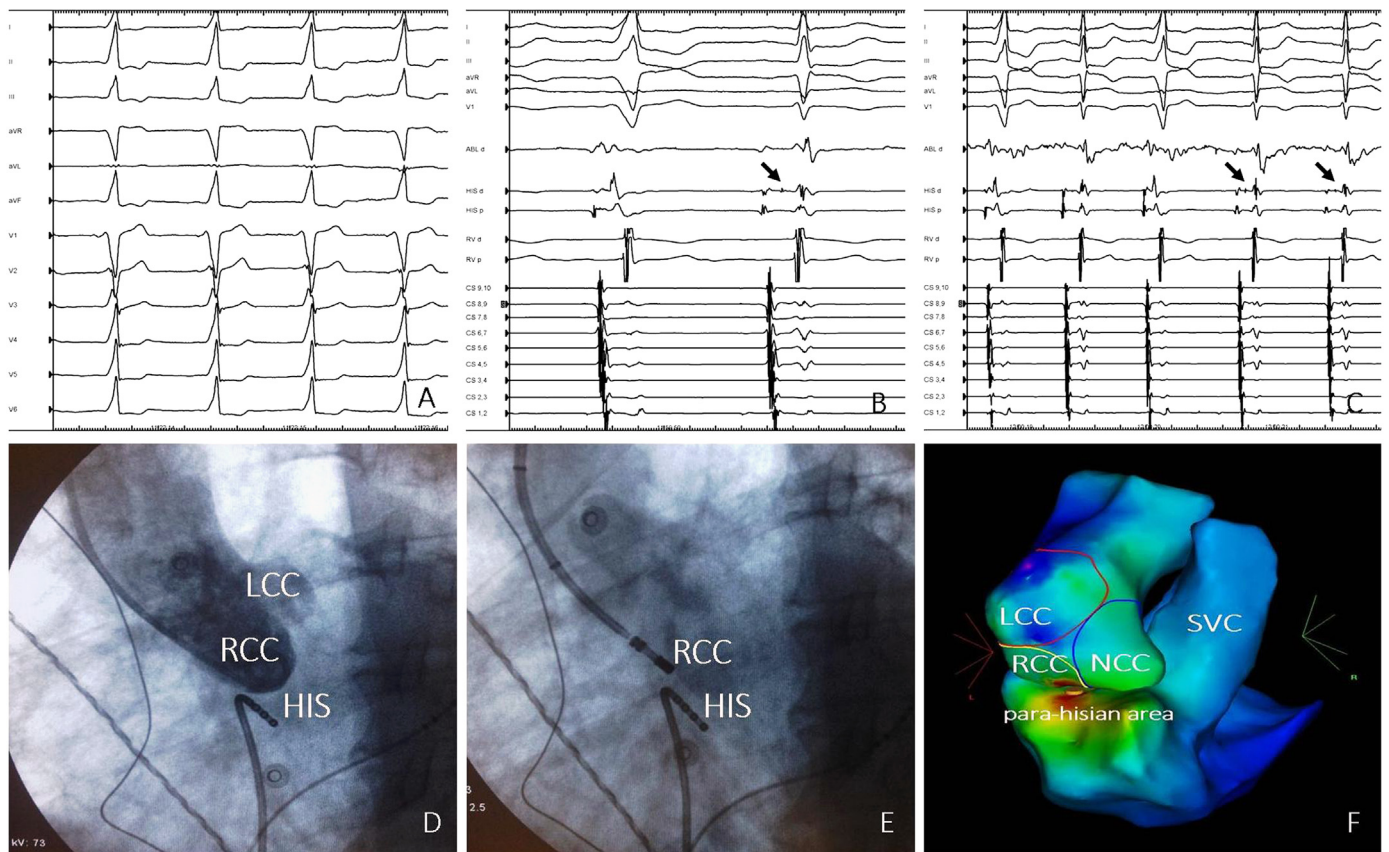 I
II
III
aVR
aVL
aVF
V1
V2
V3
V4
V5
V6
A
I
II
III
aVR
aVL
V1
ABL d
HIS d
HIS p
RV d
RV p
CS 9,10
CS 8,9
CS 7,8
CS 6,7
CS 5,6
CS 4,5
CS 3,4
CS 2,3
CS 1,2
B
I
II
III
aVR
aVL
V1
ABL d
HIS d
HIS p
RV d
RV p
CS 9,10
CS 8,9
CS 7,8
CS 6,7
CS 5,6
CS 4,5
CS 3,4
CS 2,3
CS 1,2
C
LCC
RCC
HIS
kV: 73
D
RCC
HIS
3
2.5
E
LCC
RCC NCC
SVC
para-hisian area
L
R
F